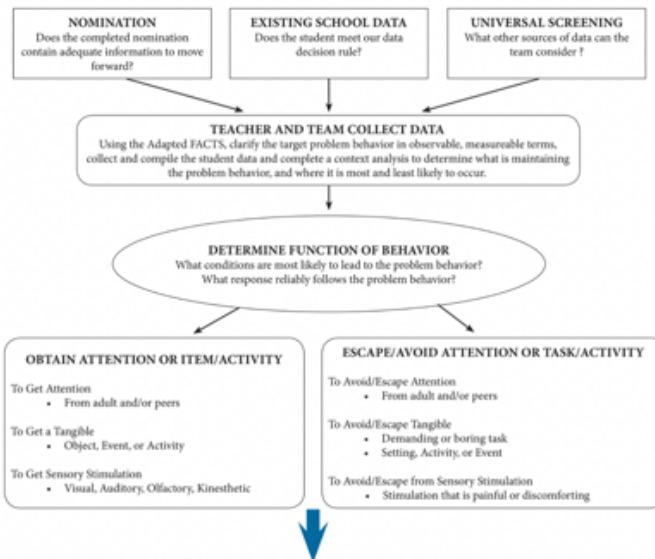 NOMINATION
Does the completed nomination
contain adequate information to move
forward?
EXISTING SCHOOL DATA
Does the student meet our data
decision rule?
UNIVERSAL SCREENING
What other sources of data can the
team consider ?
TEACHER AND TEAM COLLECT DATA
Using the Adapted FACTS, clarify the target problem behavior in observable, measureable terms,
collect and compile the student data and complete a context analysis to determine what is maintaining
the problem behavior, and where it is most and least likely to occur.
DETERMINE FUNCTION OF BEHAVIOR
What conditions are most likely to lead to the problem behavior?
What response reliably follows the problem behavior?
OBTAIN ATTENTION OR ITEM/ACTIVITY
To Get Attention
• From adult and/or peers
To Get a Tangible
• Object, Event, or Activity
To Get Sensory Stimulation
• Visual, Auditory, Olfactory, Kinesthetic
ESCAPE/AVOID ATTENTION OR TASK/ACTIVITY
To Avoid/Escape Attention
• From adult and/or peers
To Avoid/Escape Tangible
• Demanding or boring task
• Setting, Activity, or Event
To Avoid/Escape from Sensory Stimulation
• Stimulation that is painful or discomforting